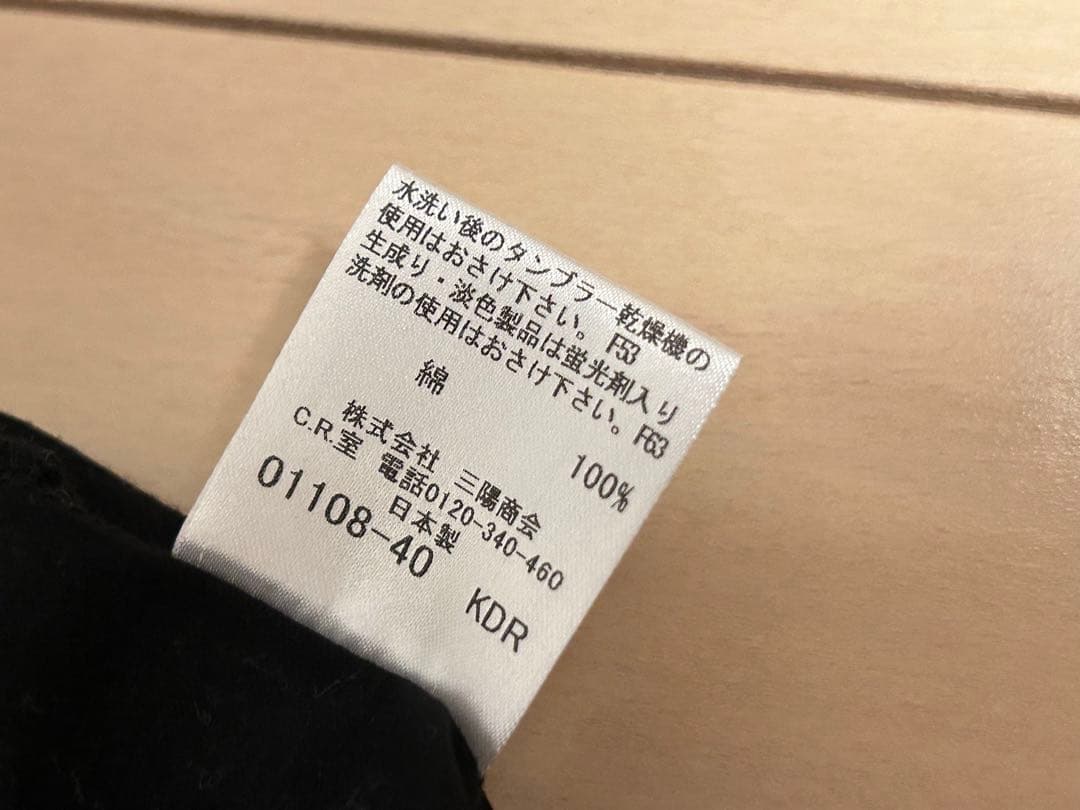 水洗い後のタンブラー乾燥機の
使用はおさけ下さい。 F53
生成り・淡色製品は蛍光剤入り
洗剤の使用はおさけ下さい。F63
綿 100%
株式会社 三陽商会
C.R.室 電話0120-340-460
日本製
01108-40 KDR